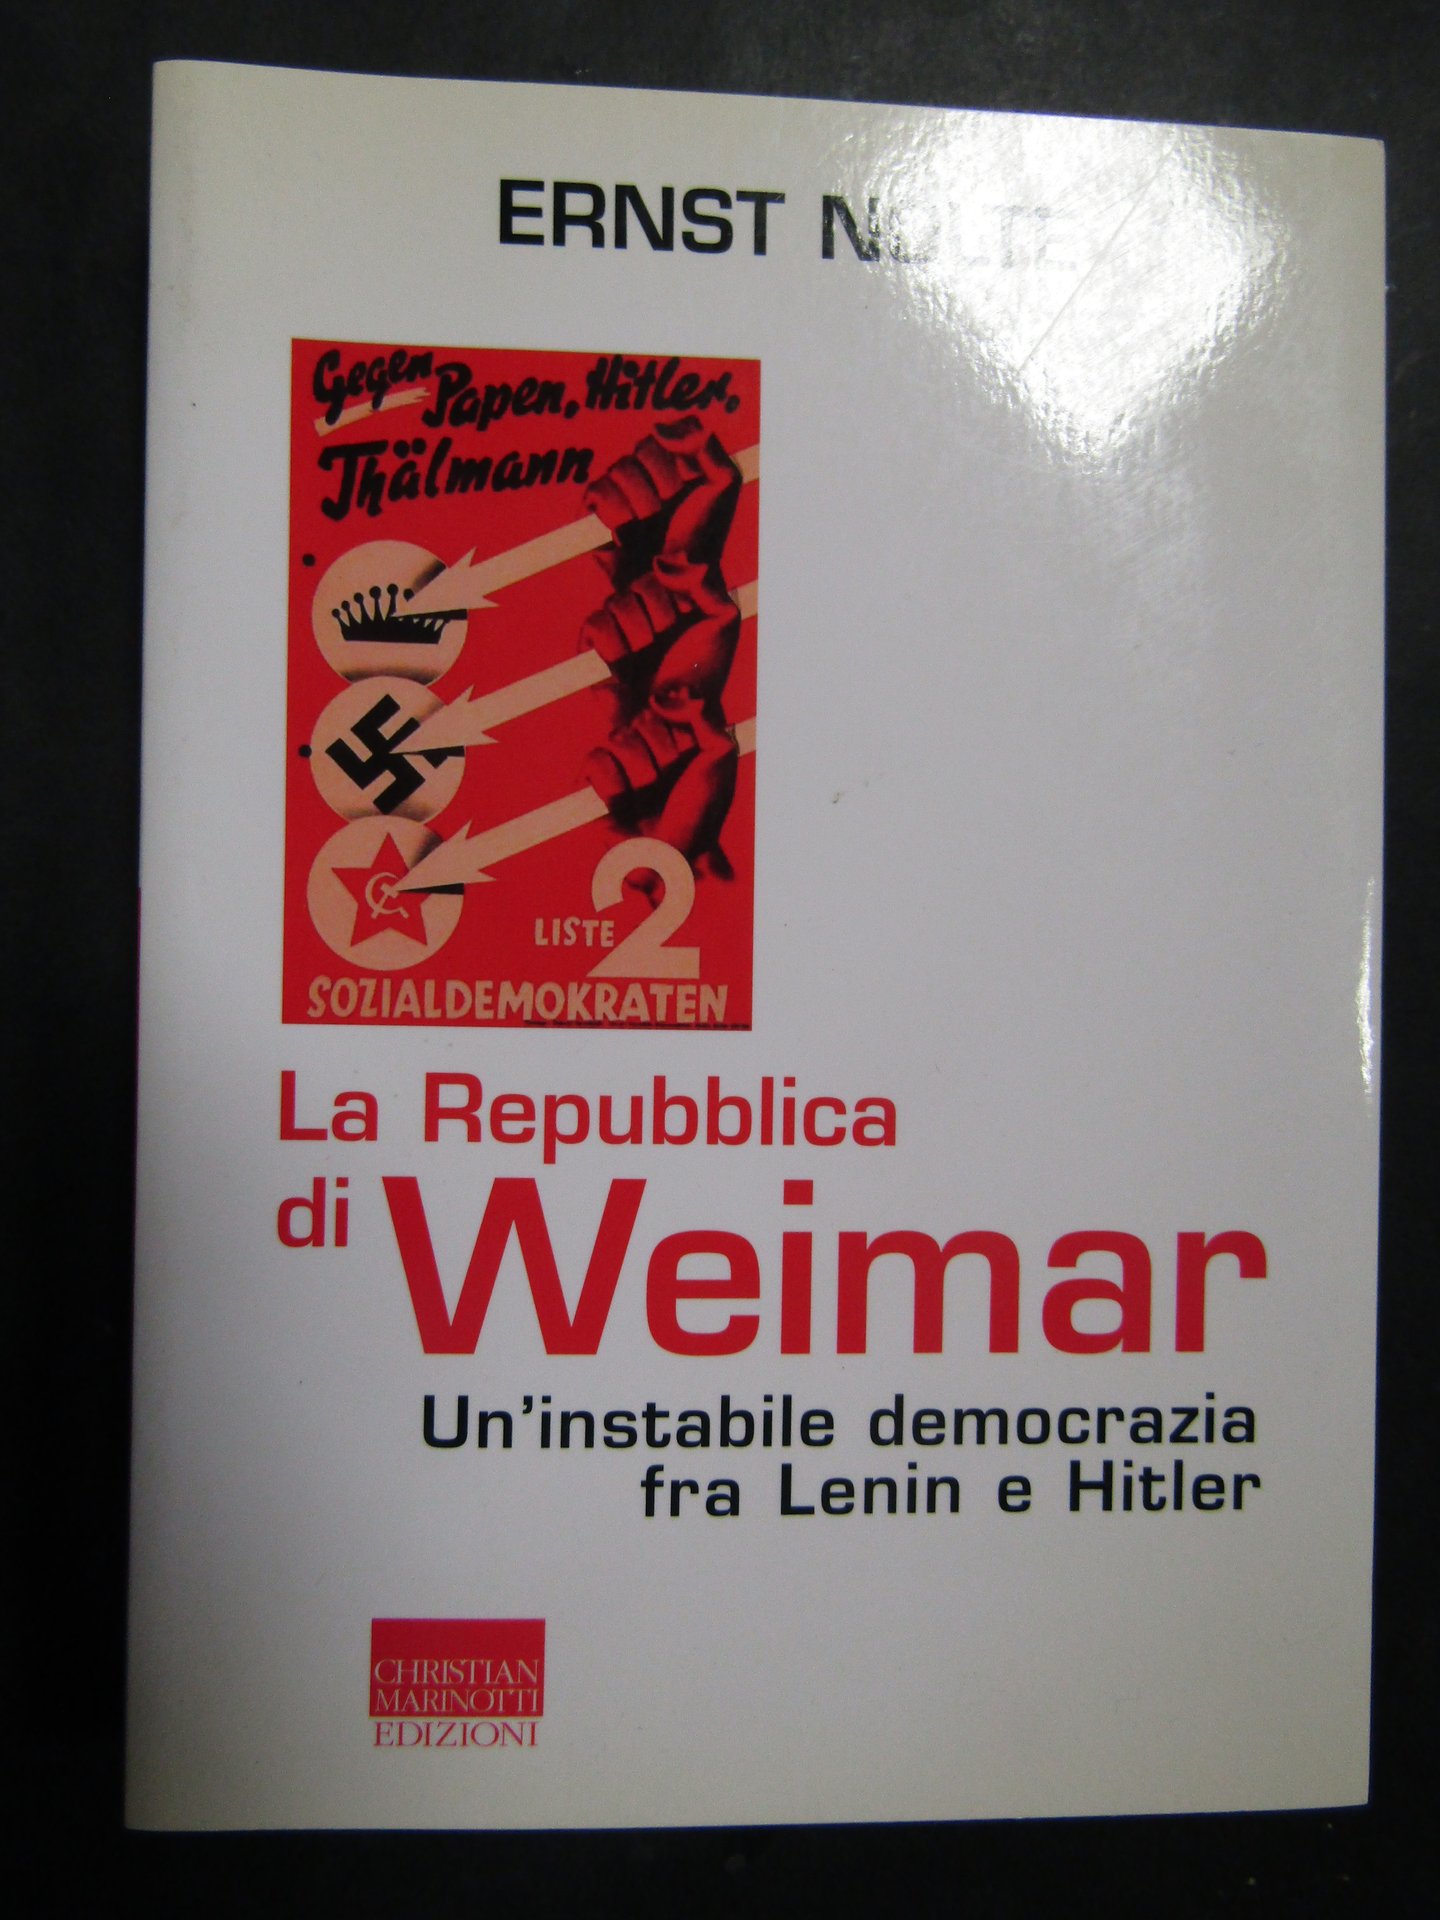 ERNST NOLTE
Gegen Papen, Hitler,
Thälmann
LISTE 2
SOZIALDEMOKRATEN
La Repubblica
di Weimar
Un'instabile democrazia
fra Lenin e Hitler
CHRISTIAN
MARINOTTI
EDIZIONI